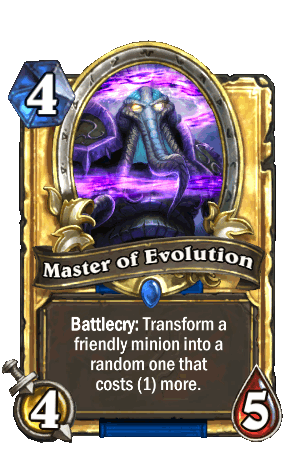 4
Master of Evolution
Battlecry: Transform a
friendly minion into a
random one that
costs (1) more.
4
5